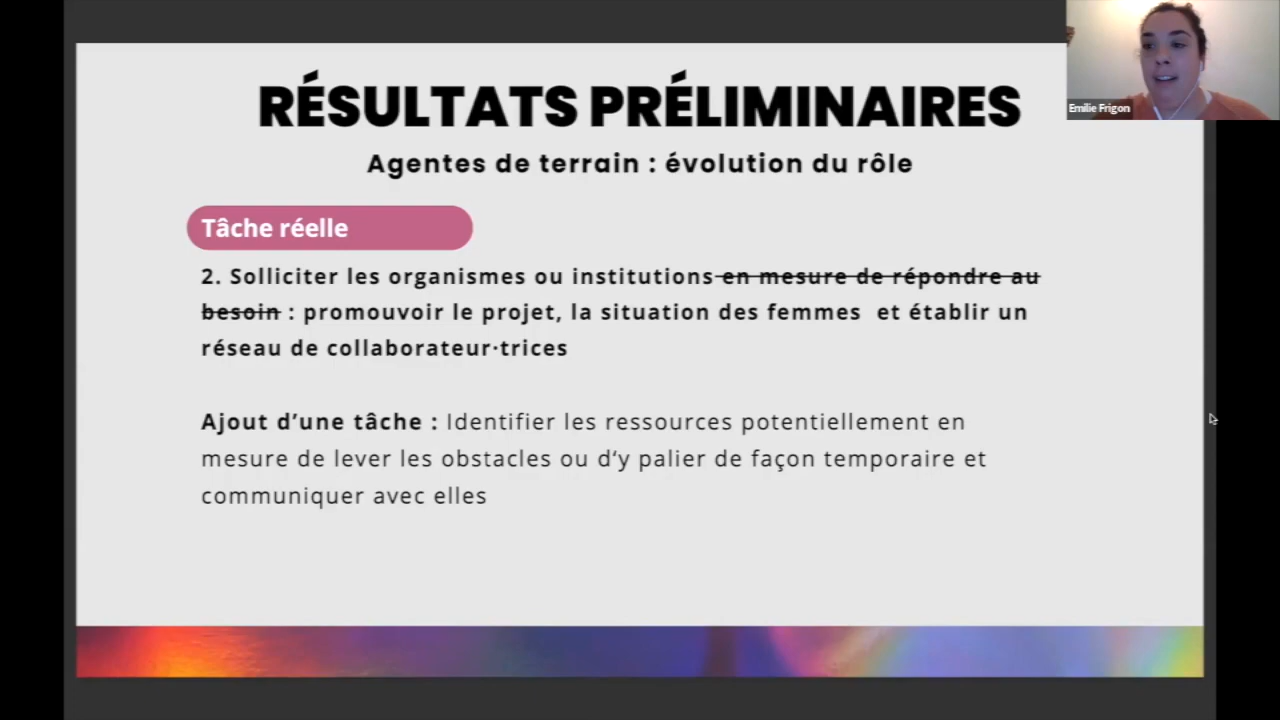 RÉSULTATS PRÉLIMINAIRES
Agentes de terrain : évolution du rôle
Tâche réelle
2. Solliciter les organismes ou institutions en mesure de répondre au
besoin : promouvoir le projet, la situation des femmes et établir un
réseau de collaborateur·trices
Ajout d’une tâche : Identifier les ressources potentiellement en
mesure de lever les obstacles ou d‘y palier de façon temporaire et
communiquer avec elles
Emilie Frigon